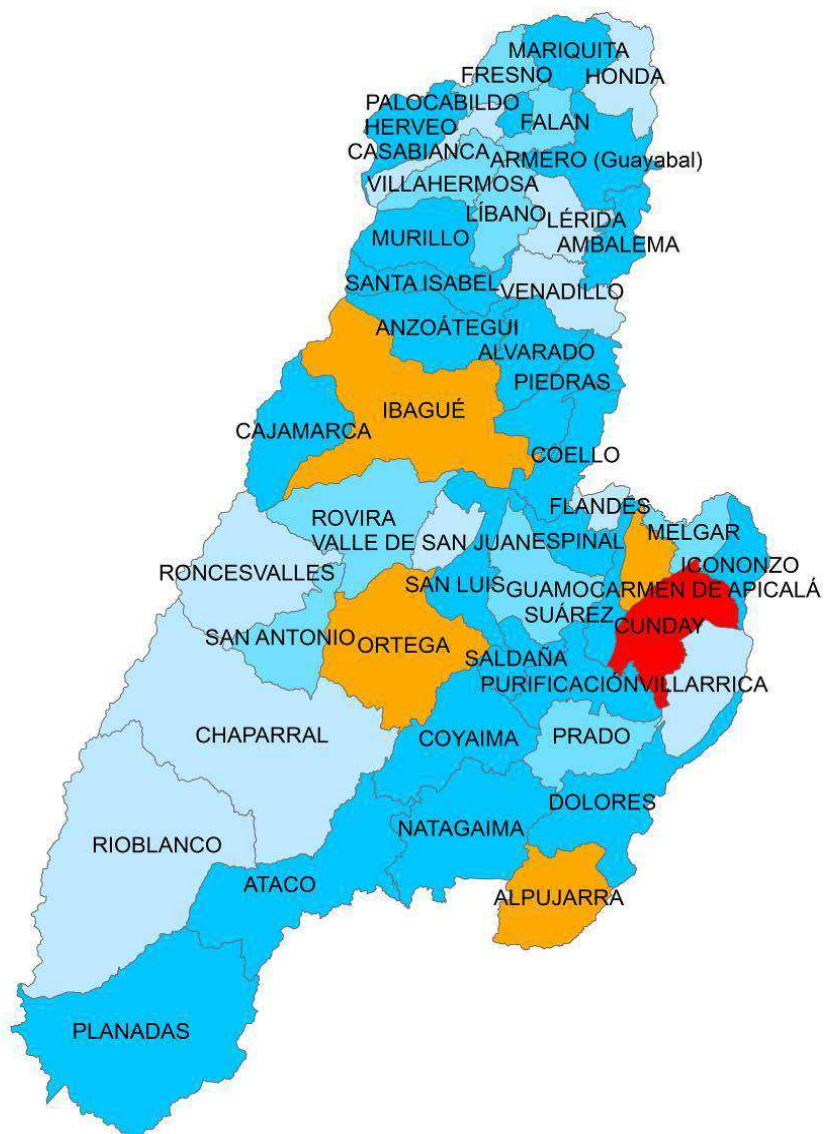 MARIQUITA
FRESNO
HONDA
PALOCABILDO
HERVEO
FALAN
CASABIANCA
ARMERO (Guayabal)
VILLAHERMOSA
LÍBANO
LÉRIDA
MURILLO
AMBALEMA
SANTA ISABEL
VENADILLO
ANZOÁTEGUI
ALVARADO
PIEDRAS
IBAGUÉ
CAJAMARCA
COELLO
FLANDES
ROVIRA
MELGAR
VALLE DE SAN JUAN
ESPINAL
ICONONZO
RONCESVALLES
SAN LUIS
GUAMO
CARMEN DE APICALÁ
SUÁREZ
CUNDAY
SAN ANTONIO
ORTEGA
SALDAÑA
PURIFICACIÓN
VILLARRICA
CHAPARRAL
COYAIMA
PRADO
DOLORES
NATAGAIMA
RIOBLANCO
ATACO
ALPUJARRA
PLANADAS